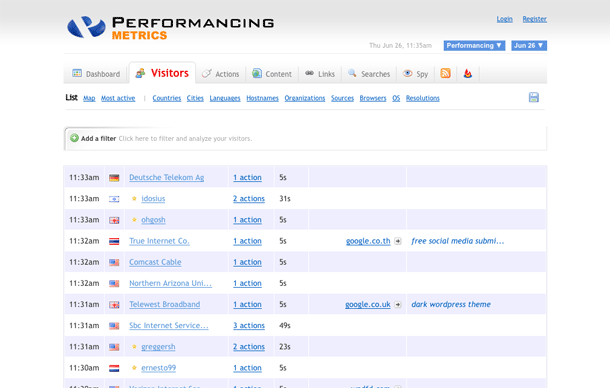 Login Register
PERFORMANCING
METRICS
Thu Jun 26, 11:35am Performancing ▼ Jun 26 ▼
Dashboard Visitors Actions Content Links Searches Spy
List Map Most active | Countries Cities Languages Hostnames Organizations Sources Browsers OS Resolutions
Add a filter Click here to filter and analyze your visitors.
11:33am Deutsche Telekom Ag 1 action 5s
11:33am idosius 2 actions 31s
11:33am ohgosh 1 action 5s
11:32am True Internet Co. 1 action 5s google.co.th free social media submi...
11:32am Comcast Cable 1 action 5s
11:32am Northern Arizona Uni... 1 action 5s
11:31am Telewest Broadband 1 action 5s google.co.uk dark wordpress theme
11:31am Sbc Internet Service... 3 actions 49s
11:31am greggersh 2 actions 23s
11:30am ernesto99 1 action 5s